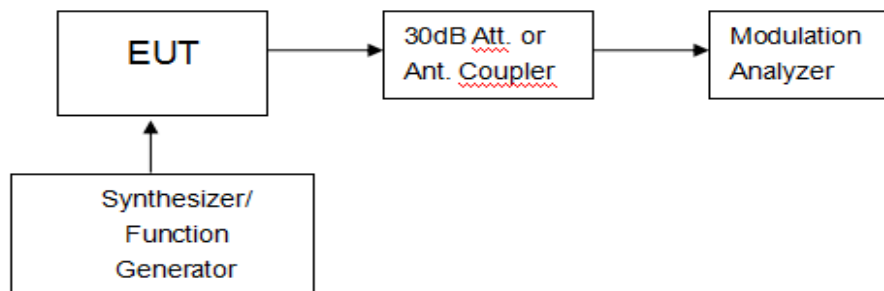 EUT
30dB Att. or
Ant. Coupler
Modulation
Analyzer
Synthesizer/
Function
Generator